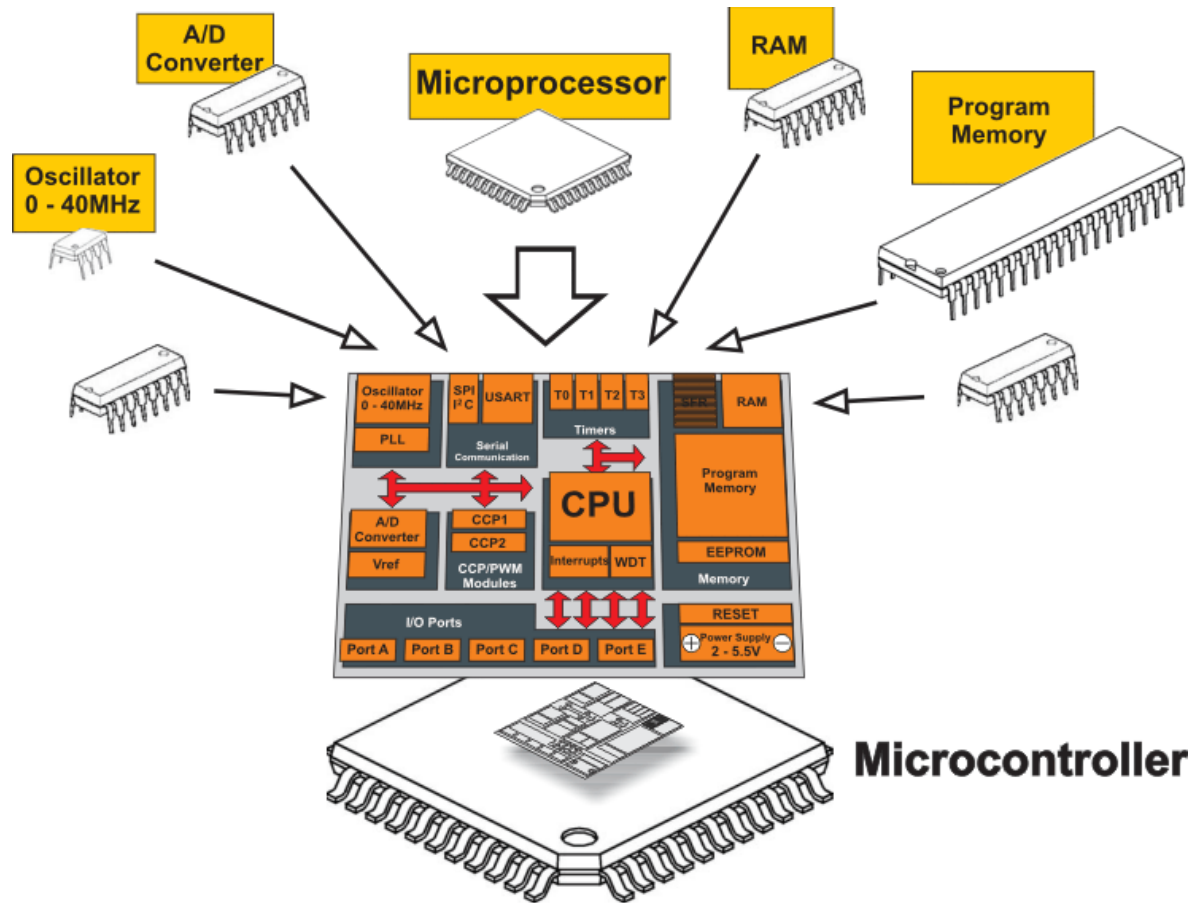 A/D
Converter
Microprocessor
RAM
Program
Memory
Oscillator
0 - 40MHz
Oscillator
0 - 40MHz
PLL
SPI
I²C
USART
Serial
Communication
T0
T1
T2
T3
Timers
SFR
RAM
Program
Memory
EEPROM
Memory
A/D
Converter
Vref
CCP1
CCP2
CCP/PWM
Modules
CPU
Interrupts
WDT
I/O Ports
Port A
Port B
Port C
Port D
Port E
RESET
+
Power Supply
2 - 5.5V
−
Microcontroller